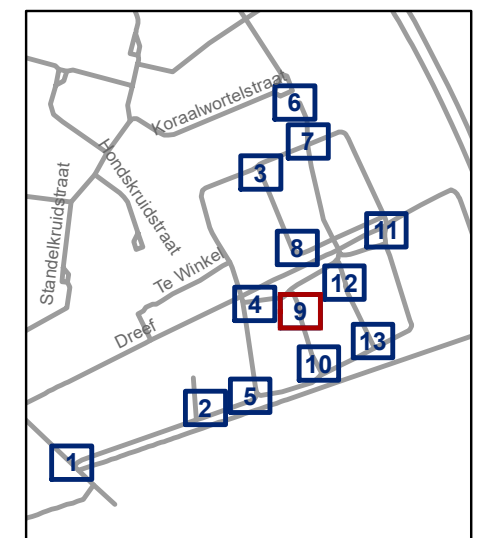 Koraalwortelstraat
6
7
Hondskruidstraat
3
Standelkruidstraat
11
8
Te Winkel
12
4
9
Dreef
13
10
5
2
1